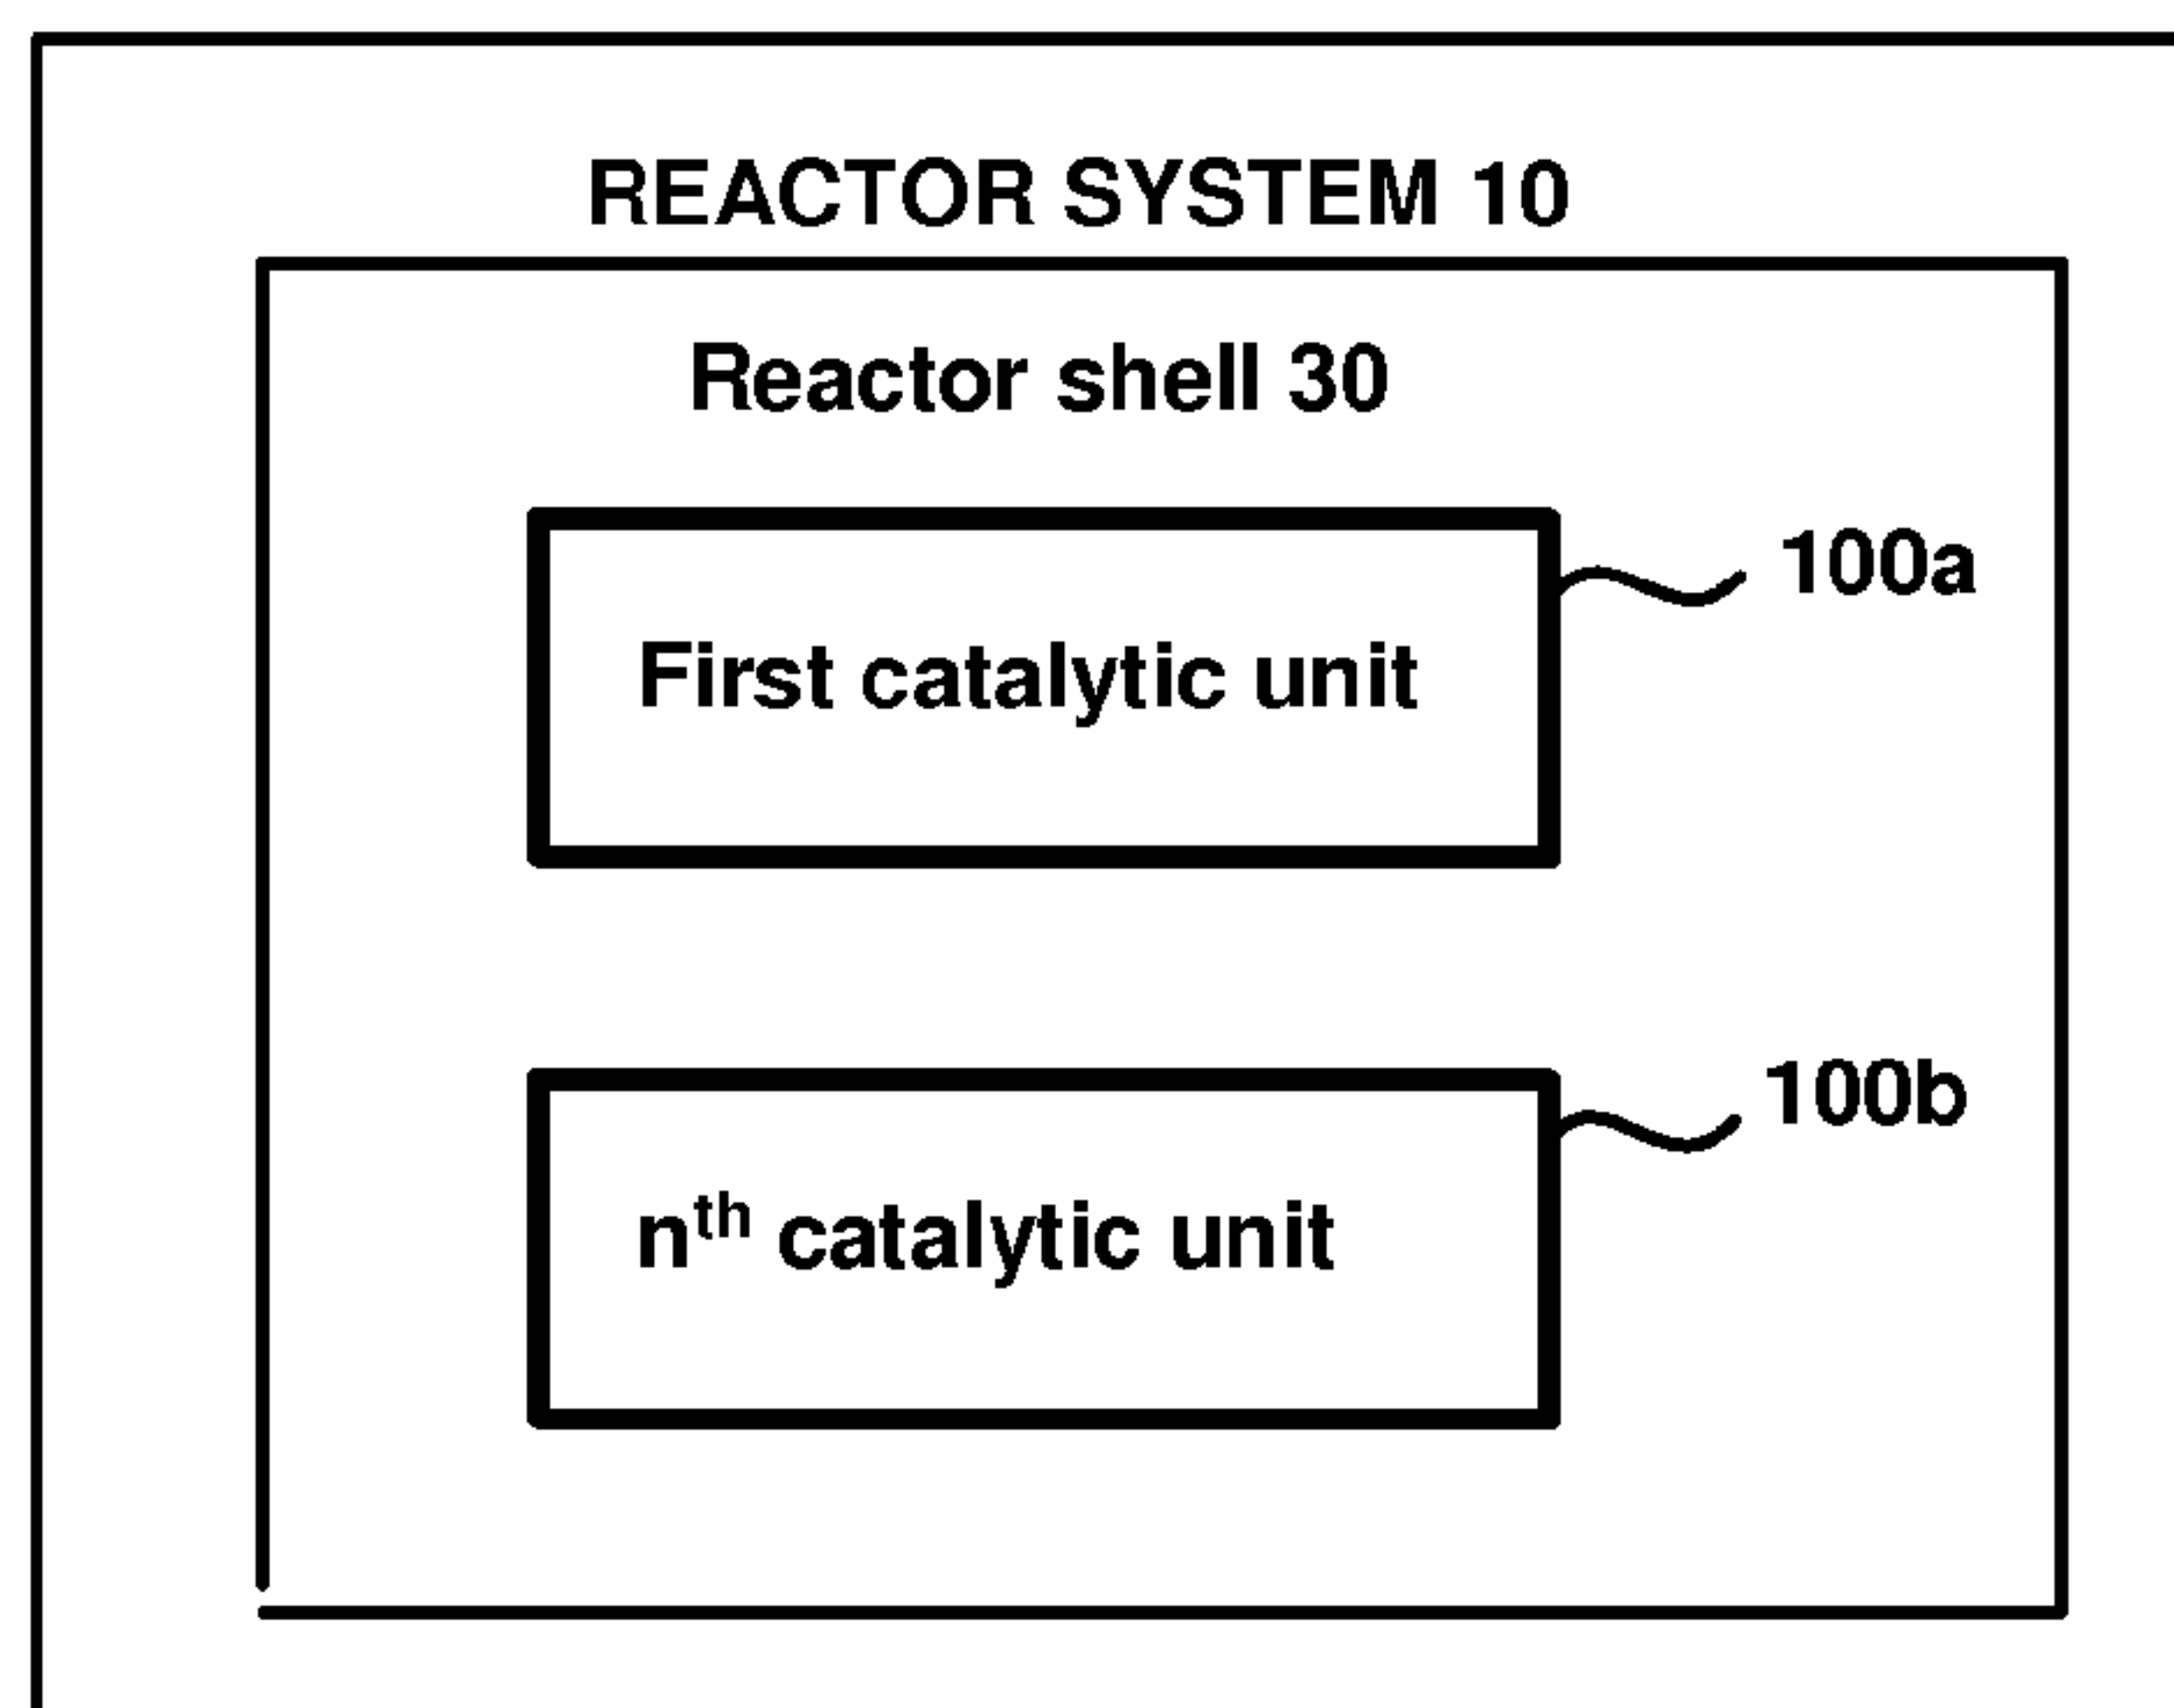 REACTOR SYSTEM 10
Reactor shell 30
100a
First catalytic unit
100b
nth catalytic unit